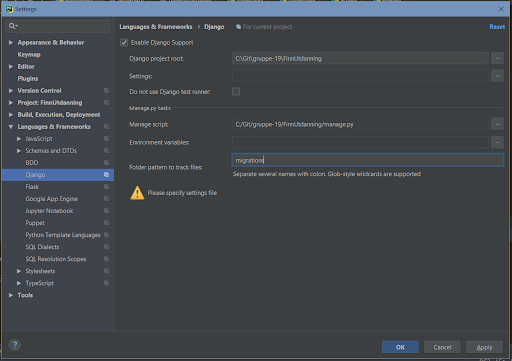 Settings
Languages & Frameworks › Django
For current project
Reset
Appearance & Behavior
Keymap
Editor
Plugins
Version Control
Project: FinnUtdanning
Build, Execution, Deployment
Languages & Frameworks
JavaScript
Schemas and DTDs
BDD
Django
Flask
Google App Engine
Jupyter Notebook
Puppet
Python Template Languages
SQL Dialects
SQL Resolution Scopes
Stylesheets
TypeScript
Tools
Enable Django Support
Django project root: C:\Git\gruppe-19\FinnUtdanning
Settings:
Do not use Django test runner:
Manage.py tasks
Manage script: C:/Git/gruppe-19/FinnUtdanning/manage.py
Environment variables:
Folder pattern to track files: migrations
Separate several names with colon. Glob-style wildcards are supported
Please specify settings file
?
OK Cancel Apply